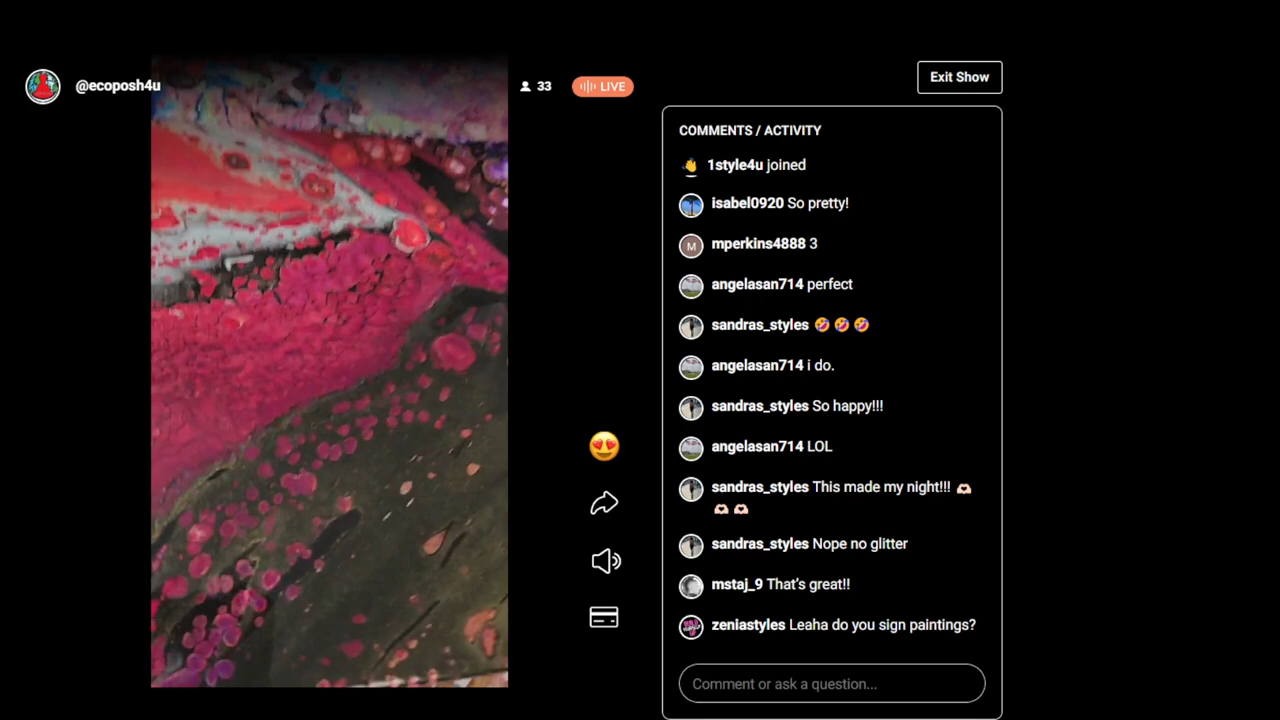 @ecoposh4u
33
LIVE
Exit Show
COMMENTS / ACTIVITY
1style4u joined
isabel0920 So pretty!
M
mperkins4888 3
angelasan714 perfect
sandras_styles 🤣 🤣 🤣
angelasan714 i do.
sandras_styles So happy!!!
angelasan714 LOL
sandras_styles This made my night!!! 🫶🏻
🫶🏻 🫶🏻
sandras_styles Nope no glitter
mstaj_9 That's great!!
zeniastyles Leaha do you sign paintings?
Comment or ask a question...